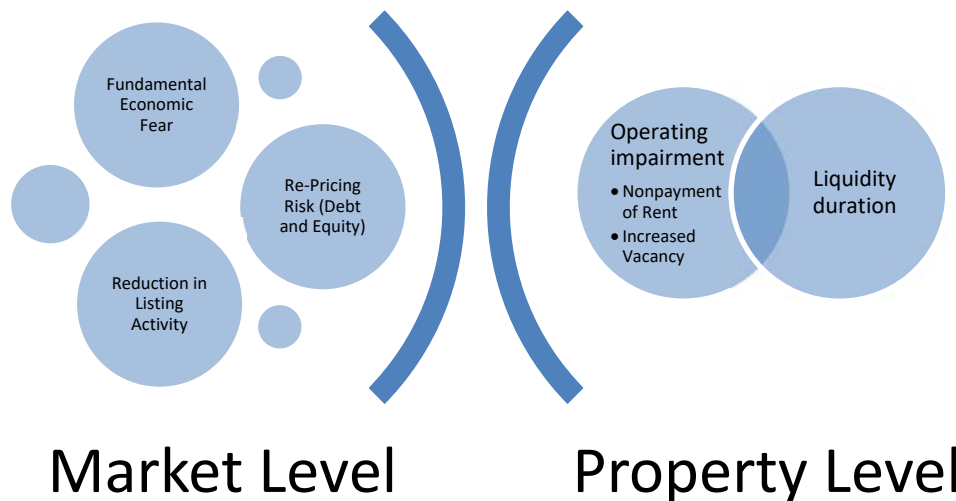 Fundamental
Economic
Fear
Re-Pricing
Risk (Debt
and Equity)
Reduction in
Listing
Activity
Operating
impairment
• Nonpayment
of Rent
• Increased
Vacancy
Liquidity
duration
Market Level
Property Level